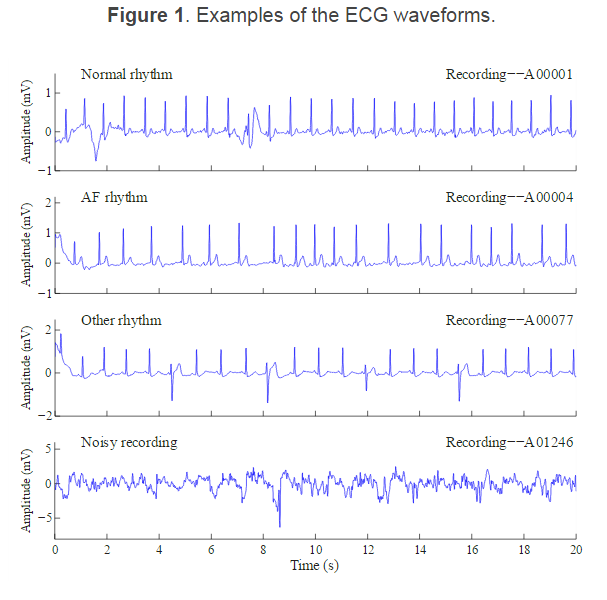 Figure 1. Examples of the ECG waveforms.
Normal rhythm Recording−−A00001
Amplitude (mV)
1
0
−1
AF rhythm Recording−−A00004
Amplitude (mV)
2
1
0
−1
Other rhythm Recording−−A00077
Amplitude (mV)
2
0
−2
Noisy recording Recording−−A01246
Amplitude (mV)
5
0
−5
0 2 4 6 8 10 12 14 16 18 20
Time (s)